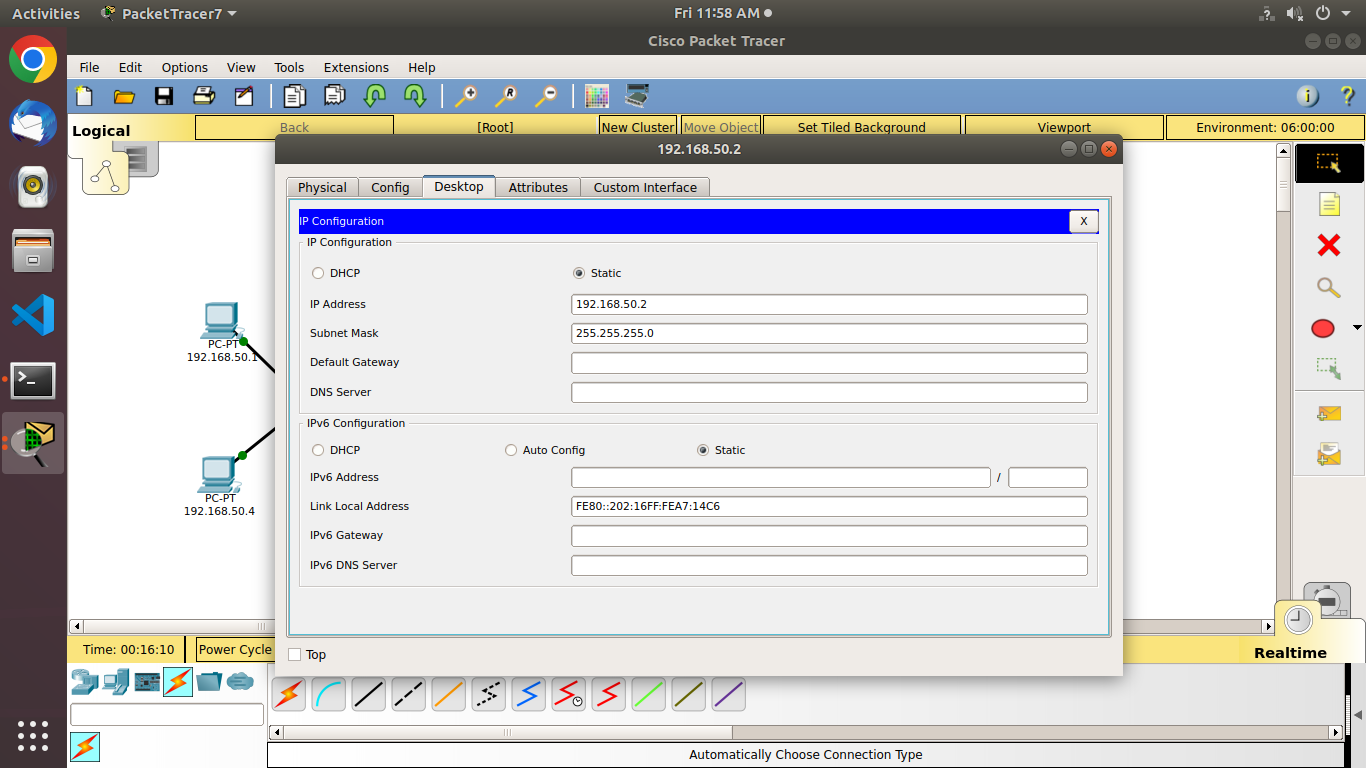 Activities
PacketTracer7
Fri 11:58 AM
Cisco Packet Tracer
File Edit Options View Tools Extensions Help
Logical
Back
[Root]
New Cluster
Move Object
Set Tiled Background
Viewport
Environment: 06:00:00
192.168.50.2
Physical Config Desktop Attributes Custom Interface
IP Configuration
X
IP Configuration
DHCP
Static
IP Address
192.168.50.2
Subnet Mask
255.255.255.0
Default Gateway
DNS Server
IPv6 Configuration
DHCP
Auto Config
Static
IPv6 Address
/
Link Local Address
FE80::202:16FF:FEA7:14C6
IPv6 Gateway
IPv6 DNS Server
Top
PC-PT
192.168.50.1
PC-PT
192.168.50.4
Time: 00:16:10
Power Cycle
Realtime
Automatically Choose Connection Type